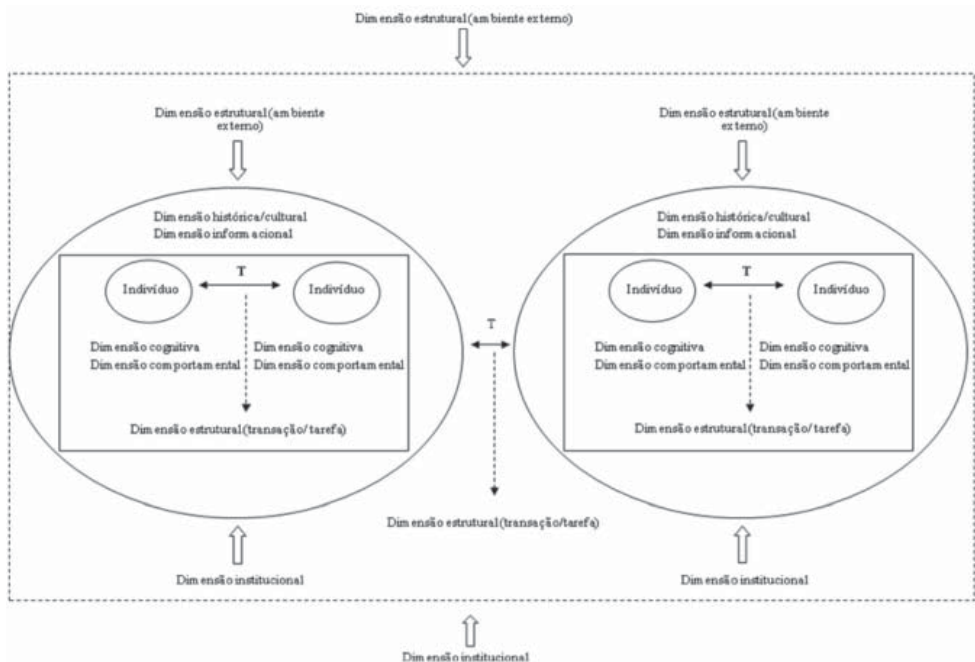 Dimensão estrutural(ambiente externo)
Dimensão estrutural(ambiente
externo)
Dimensão estrutural(ambiente
externo)
Dimensão histórica/cultural
Dimensão informacional
T
Indivíduo
Indivíduo
Dimensão cognitiva
Dimensão comportamental
Dimensão cognitiva
Dimensão comportamental
Dimensão estrutural(transação/tarefa)
T
Dimensão estrutural(transação/tarefa)
Dimensão histórica/cultural
Dimensão informacional
T
Indivíduo
Indivíduo
Dimensão cognitiva
Dimensão comportamental
Dimensão cognitiva
Dimensão comportamental
Dimensão estrutural(transação/tarefa)
Dimensão institucional
Dimensão institucional
Dimensão institucional